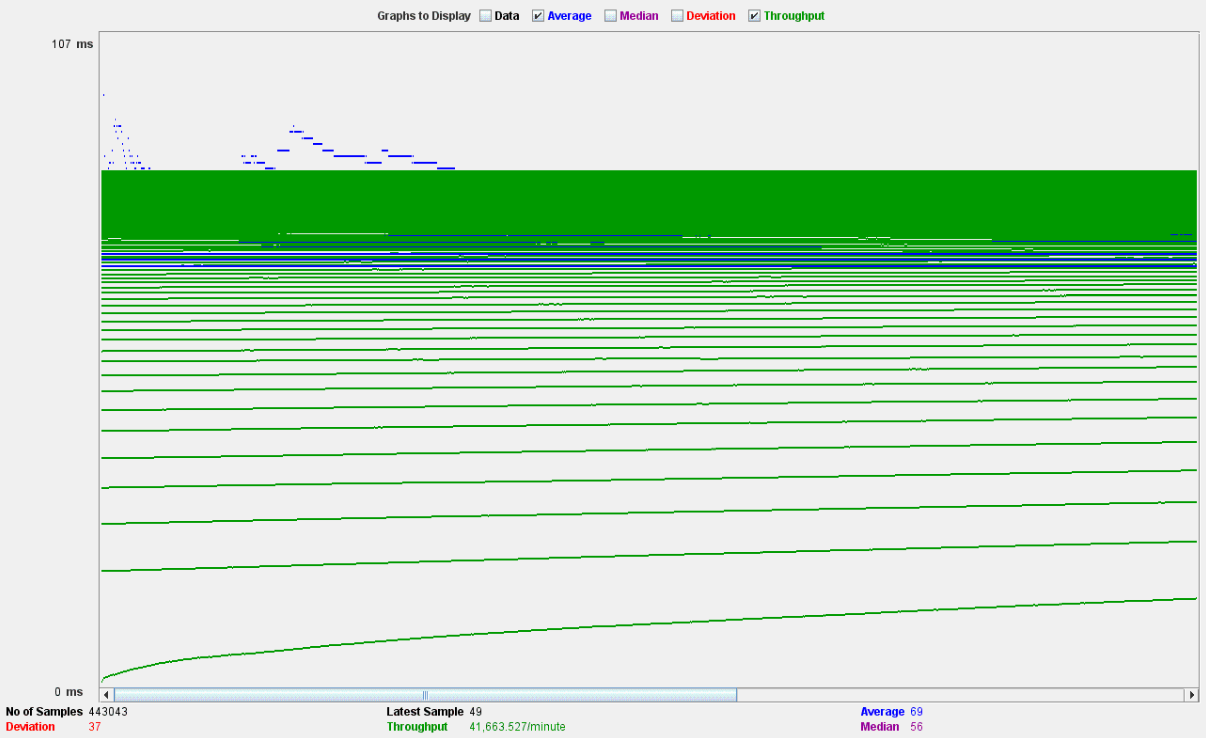 Graphs to Display Data Average Median Deviation Throughput
107 ms
0 ms
No of Samples 443043 Latest Sample 49 Average 69
Deviation 37 Throughput 41,663.527/minute Median 56